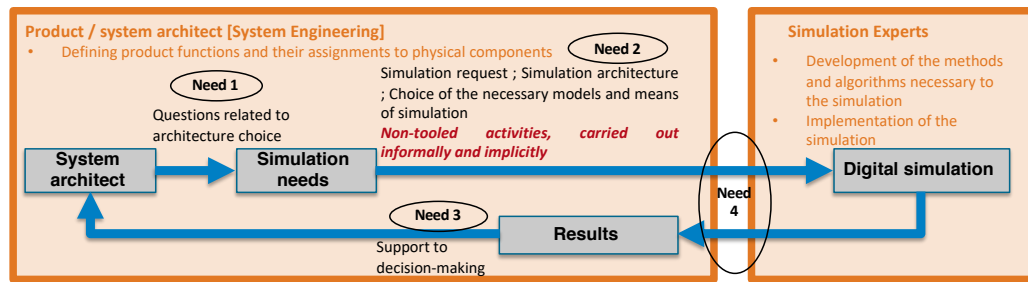 Product / system architect [System Engineering]
• Defining product functions and their assignments to physical components
Need 2
Need 1
Simulation request ; Simulation architecture
; Choice of the necessary models and means
of simulation
Non-tooled activities, carried out
informally and implicitly
Questions related to
architecture choice
System
architect
Simulation
needs
Need 3
Support to
decision-making
Results
Need
4
Simulation Experts
• Development of the methods
and algorithms necessary to
the simulation
• Implementation of the
simulation
Digital simulation